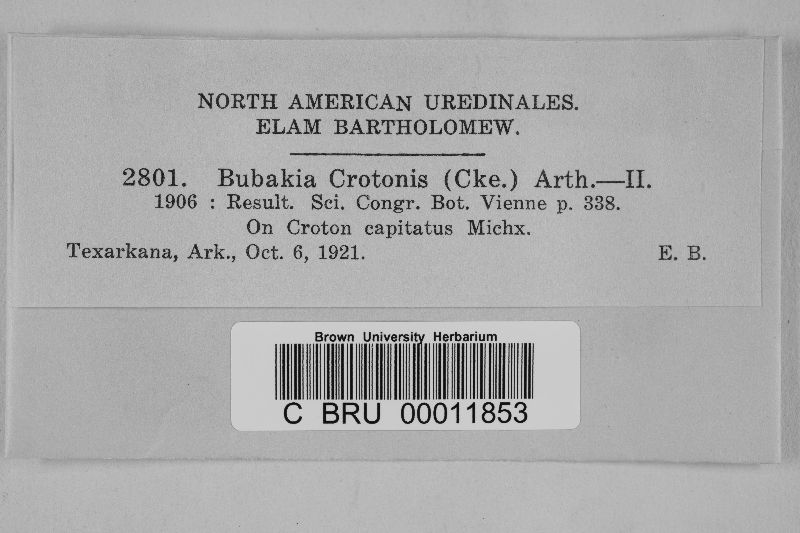 NORTH AMERICAN UREDINALES.
ELAM BARTHOLOMEW.
2801. Bubakia Crotonis (Cke.) Arth.—II.
1906 : Result. Sci. Congr. Bot. Vienne p. 338.
On Croton capitatus Michx.
Texarkana, Ark., Oct. 6, 1921. E. B.
Brown University Herbarium
C BRU 00011853